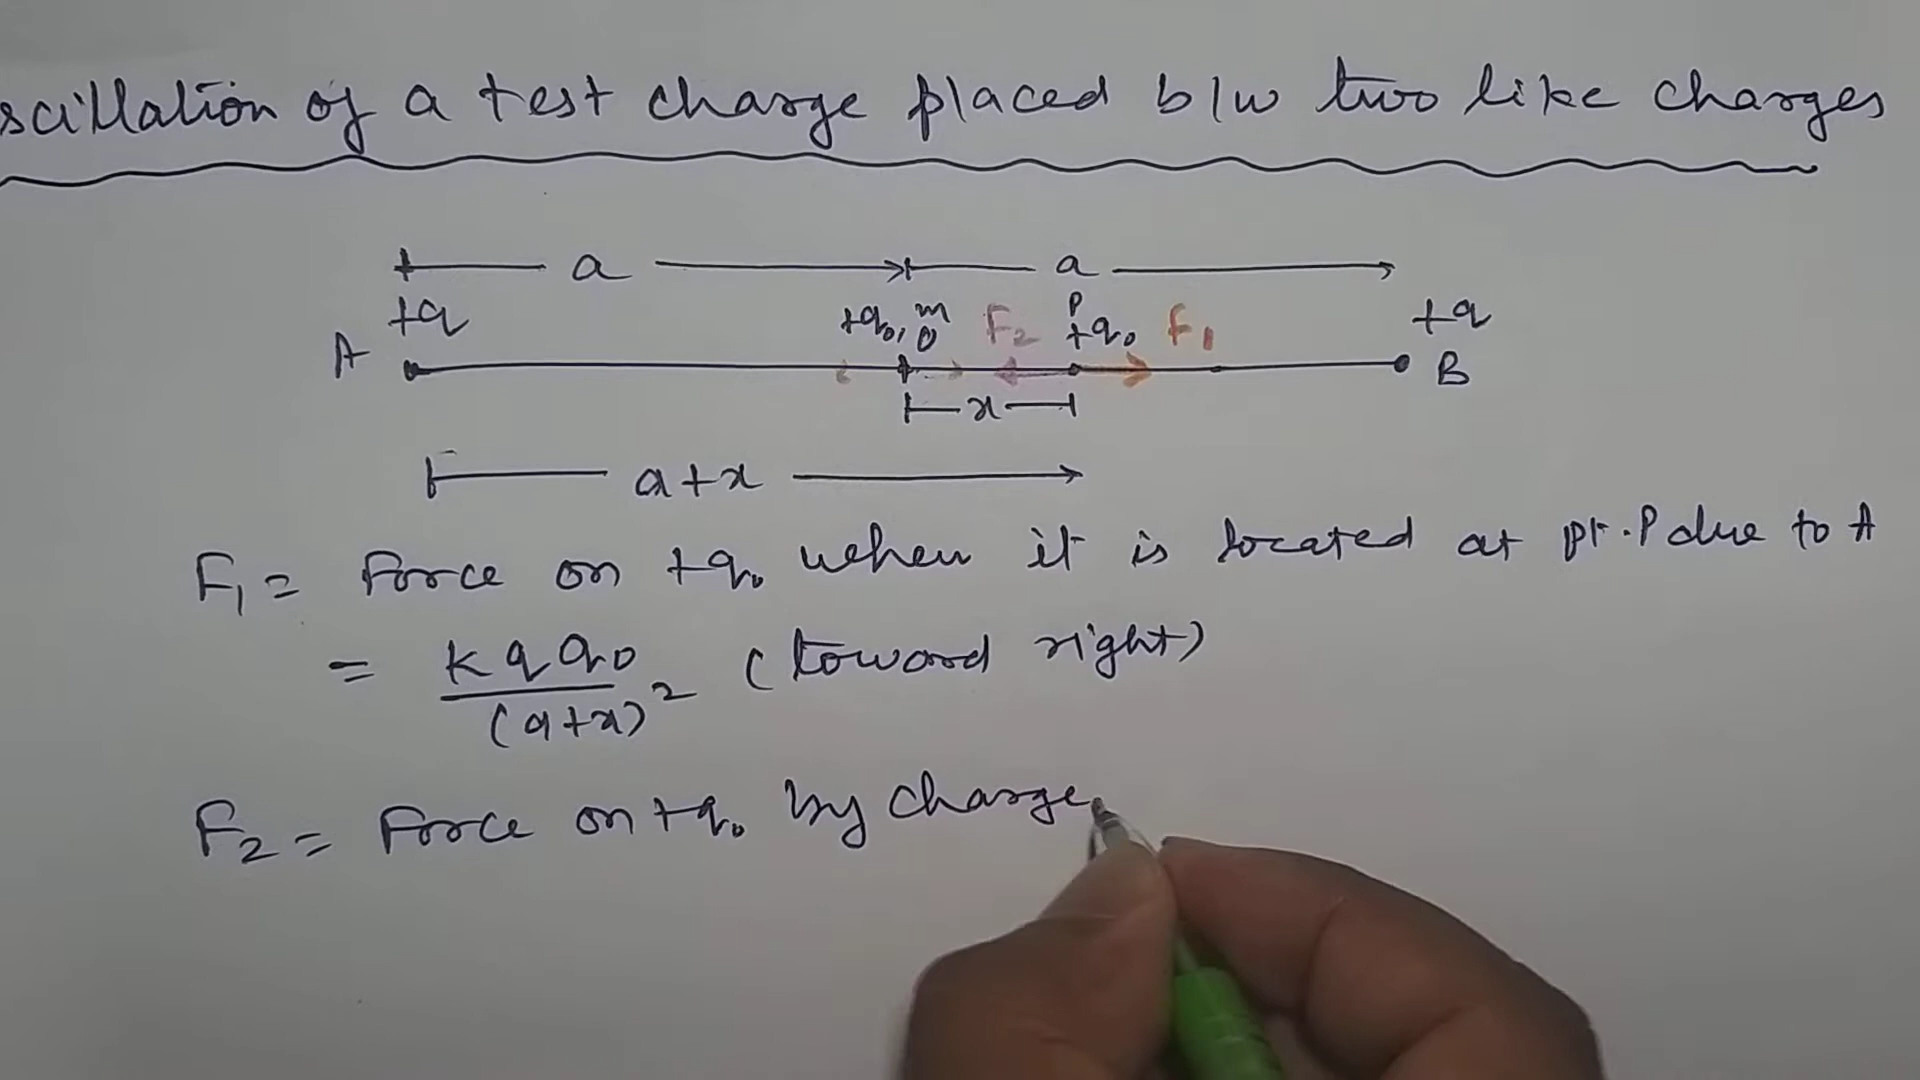 scillation of a test charge placed b/w two like charges
a a
+q +q₀, m P +q
O F₂ +q₀ F₁
A B
x
a+x
F₁ = Force on +q₀ when it is located at pt. P due to A
= Kqq₀/(a+x)² (toward right)
F₂ = Force on +q₀ by charge